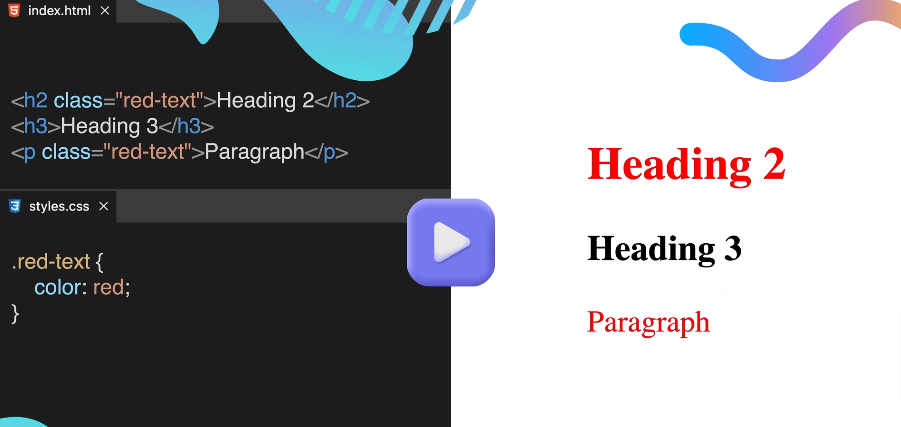 index.html
<h2 class="red-text">Heading 2</h2>
<h3>Heading 3</h3>
<p class="red-text">Paragraph</p>
styles.css
.red-text {
color: red;
}
Heading 2
Heading 3
Paragraph